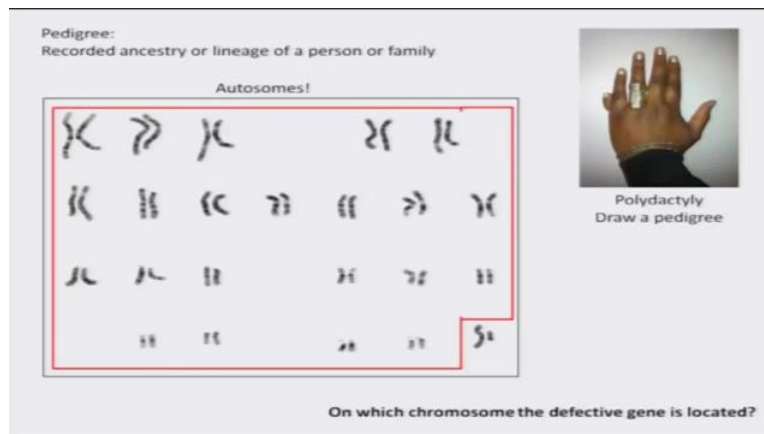 Pedigree:
Recorded ancestry or lineage of a person or family
Autosomes!
Polydactyly
Draw a pedigree
On which chromosome the defective gene is located?